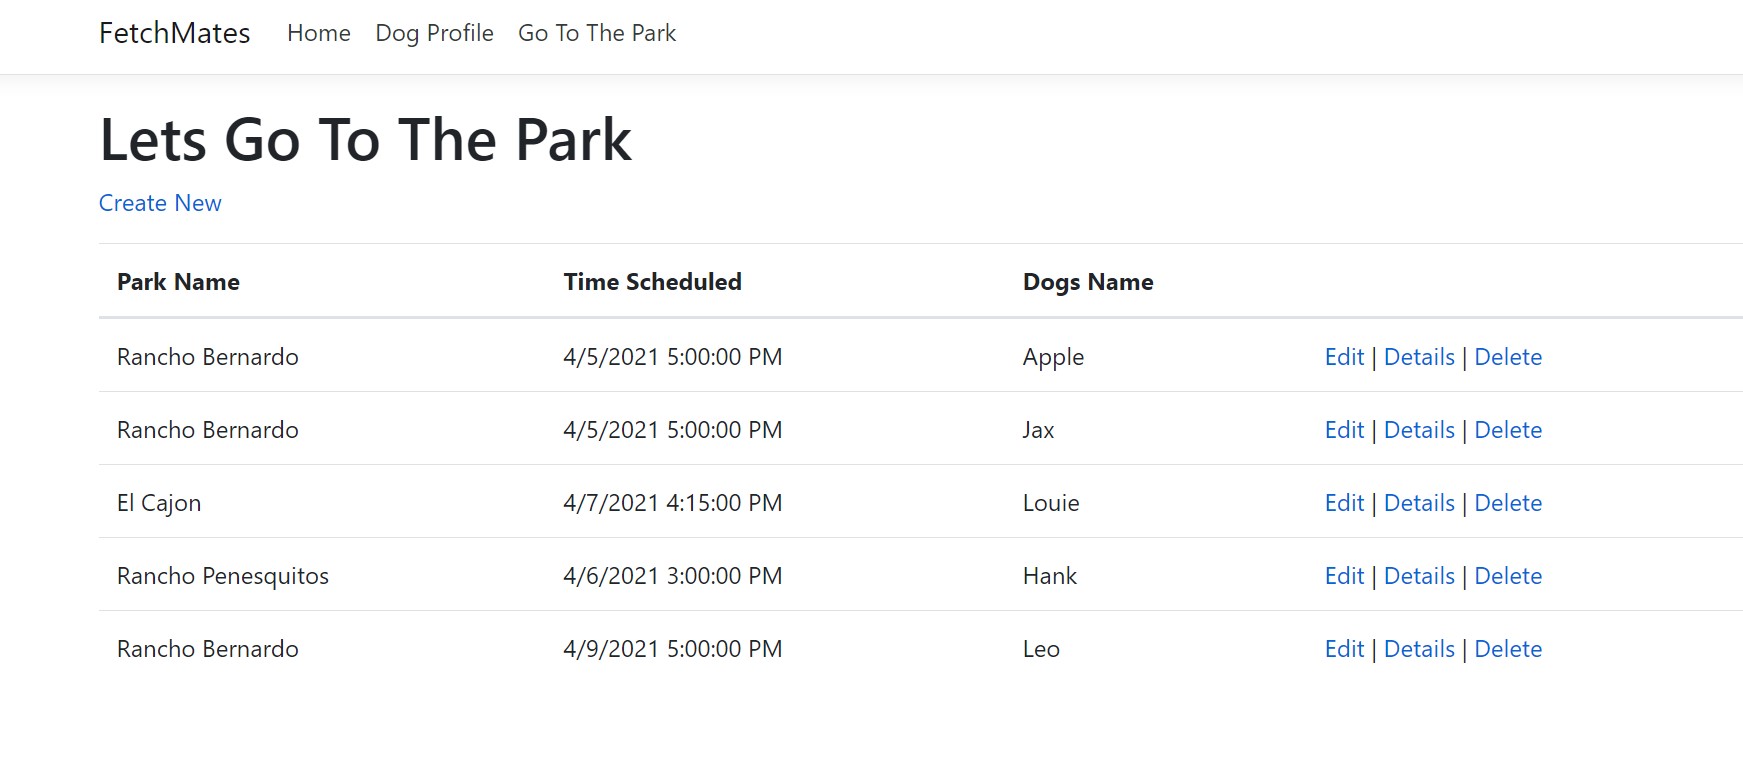 FetchMates Home Dog Profile Go To The Park
Lets Go To The Park
Create New
Park Name Time Scheduled Dogs Name
Rancho Bernardo 4/5/2021 5:00:00 PM Apple Edit | Details | Delete
Rancho Bernardo 4/5/2021 5:00:00 PM Jax Edit | Details | Delete
El Cajon 4/7/2021 4:15:00 PM Louie Edit | Details | Delete
Rancho Penesquitos 4/6/2021 3:00:00 PM Hank Edit | Details | Delete
Rancho Bernardo 4/9/2021 5:00:00 PM Leo Edit | Details | Delete